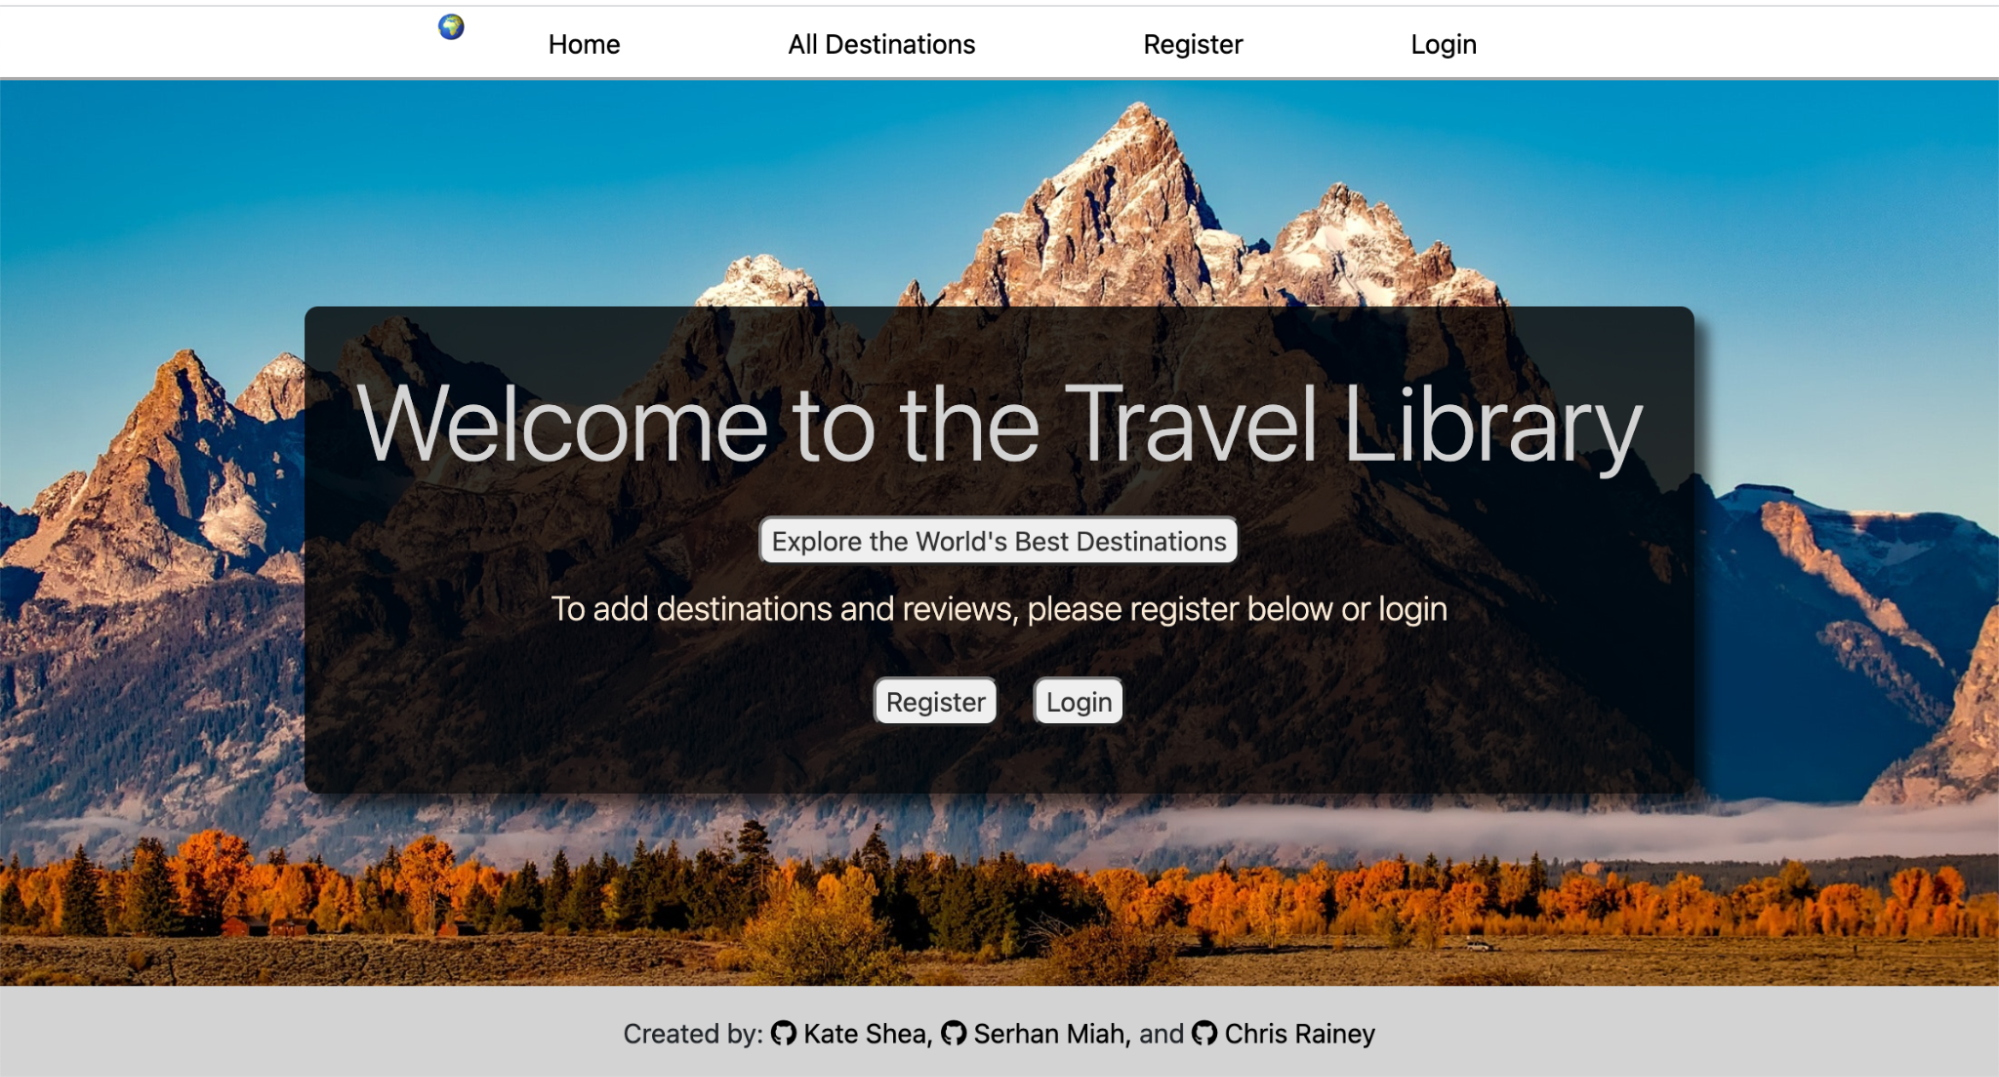 Home All Destinations Register Login
Welcome to the Travel Library
Explore the World's Best Destinations
To add destinations and reviews, please register below or login
Register Login
Created by: Kate Shea, Serhan Miah, and Chris Rainey